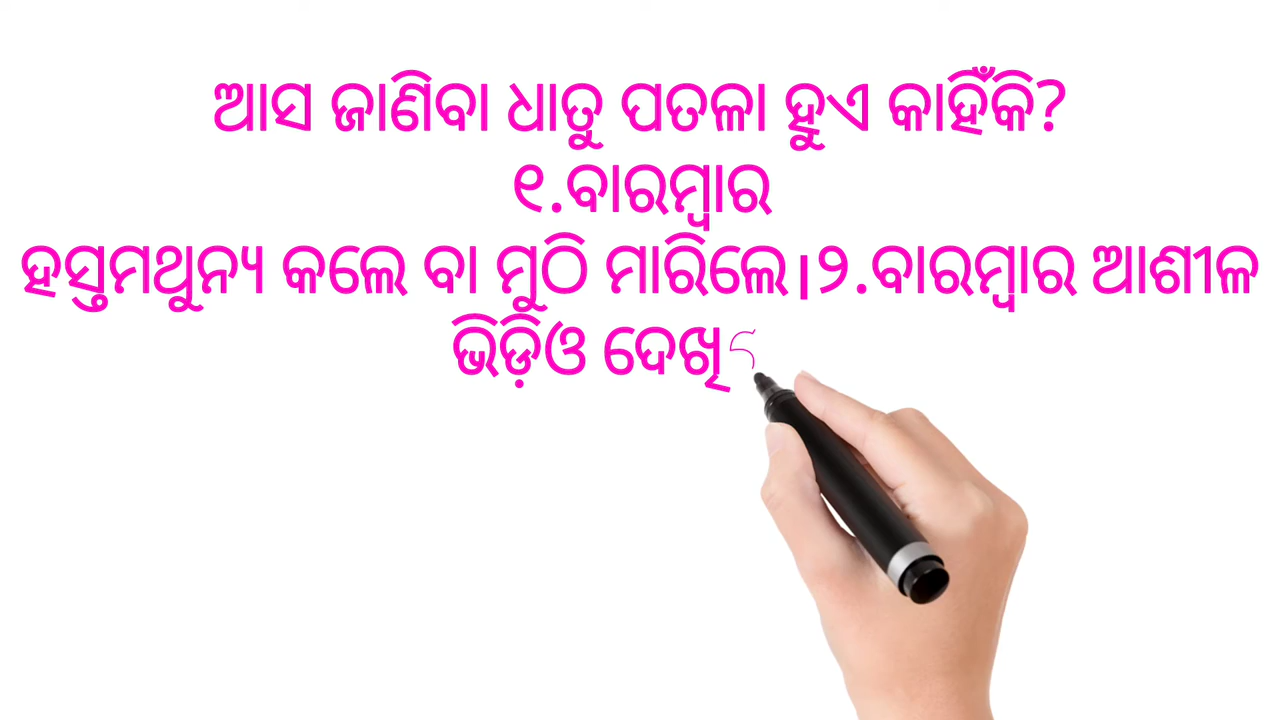 ଆସ ଜାଣିବା ଧାତୁ ପତଳା ହୁଏ କାହିଁକି?
୧.ବାରମ୍ବାର
ହସ୍ତମଥୁନ୍ୟ କଲେ ବା ମୁଠି ମାରିଲେ।୨.ବାରମ୍ବାର ଆଶୀଳ
ଭିଡ଼ିଓ ଦେଖି